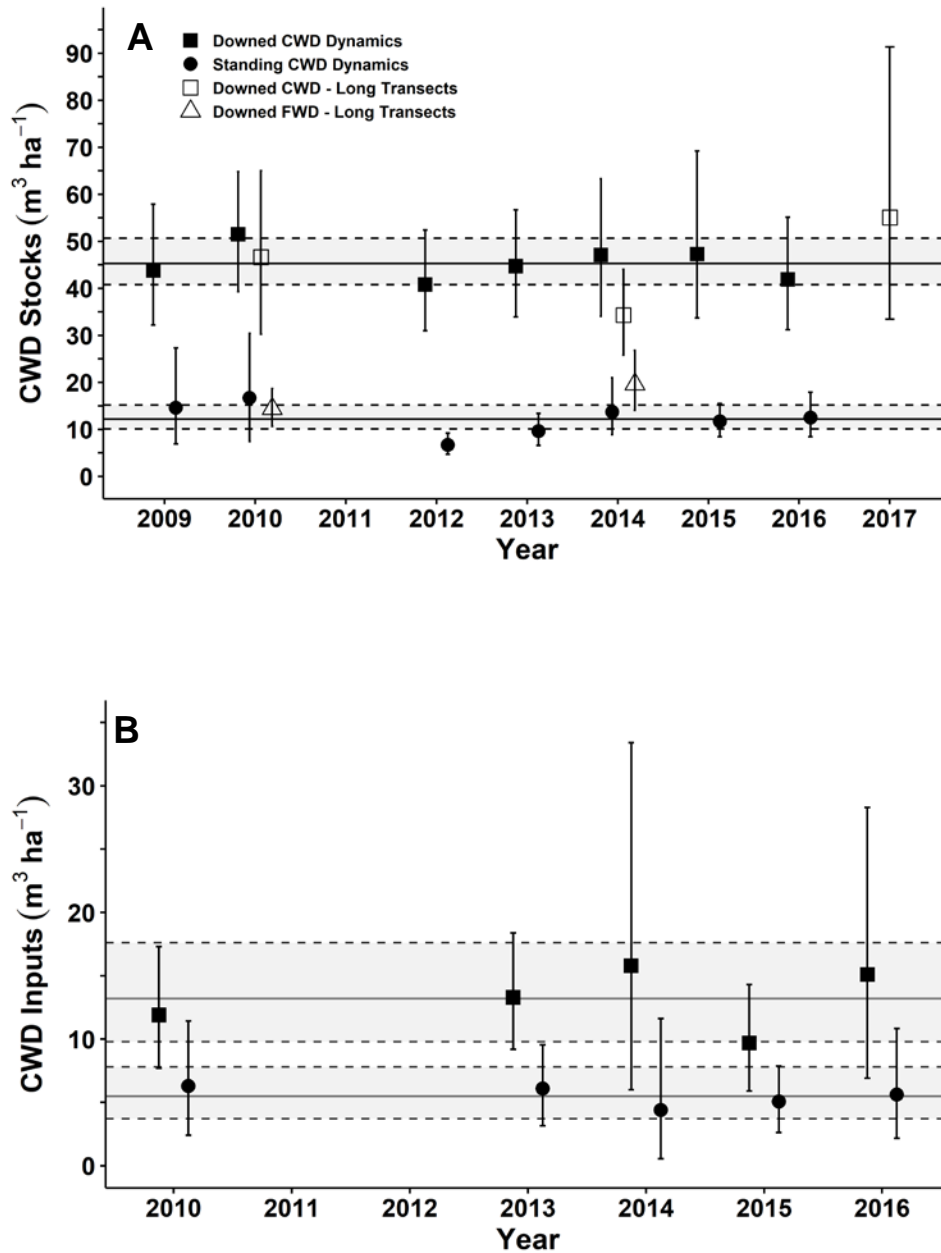 A
Downed CWD Dynamics
Standing CWD Dynamics
Downed CWD - Long Transects
Downed FWD - Long Transects
CWD Stocks (m³ ha⁻¹)
90
80
70
60
50
40
30
20
10
0
2009 2010 2011 2012 2013 2014 2015 2016 2017
Year
B
CWD Inputs (m³ ha⁻¹)
30
20
10
0
2010 2011 2012 2013 2014 2015 2016
Year